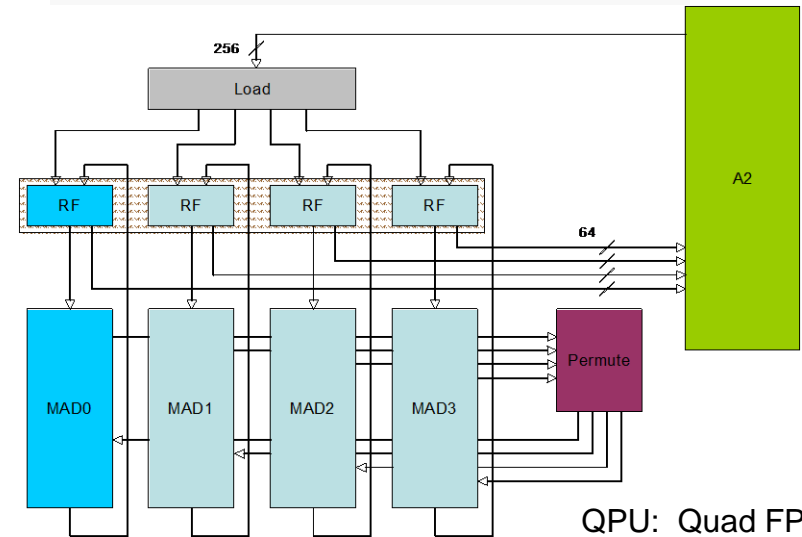 256
Load
A2
RF RF RF RF
64
Permute
MAD0 MAD1 MAD2 MAD3
QPU: Quad FP